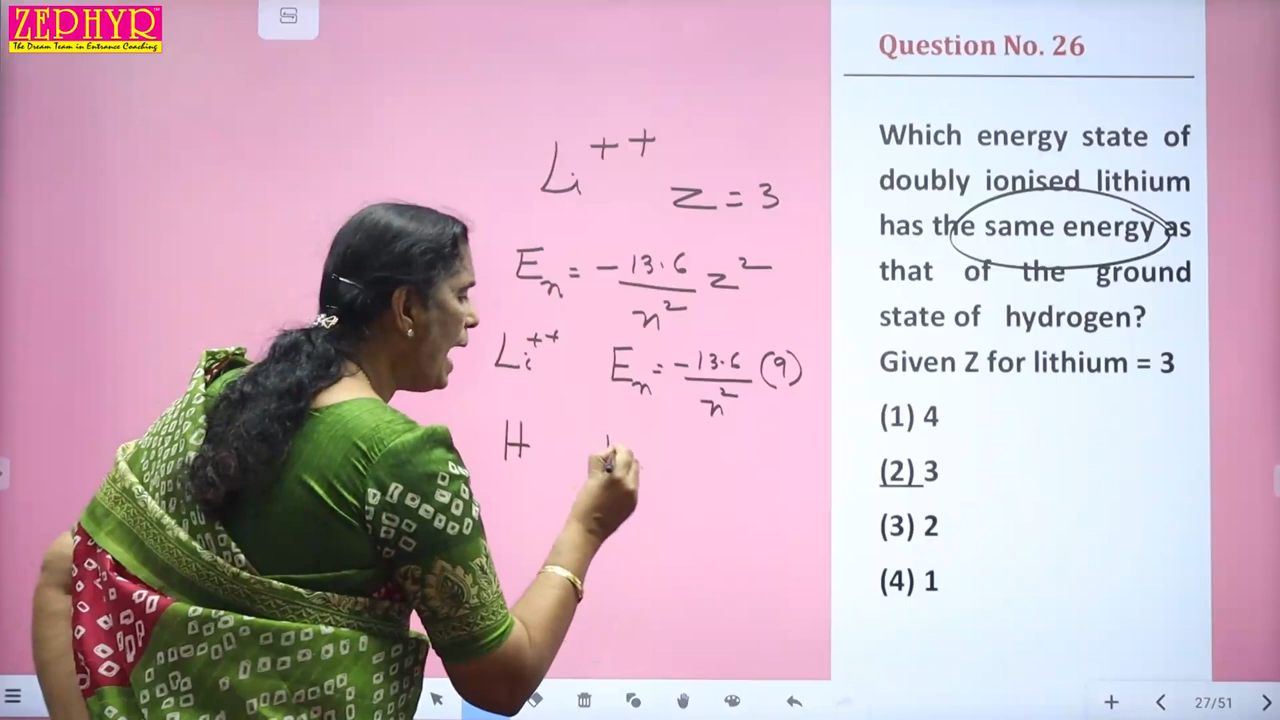 ZEPHYR™
The Dream Team in Entrance Coaching
Li++
Z = 3
En = -13.6/n² z²
Li++ En = -13.6/n² (9)
H
Question No. 26
Which energy state of
doubly ionised lithium
has the same energy as
that of the ground
state of hydrogen?
Given Z for lithium = 3
(1) 4
(2) 3
(3) 2
(4) 1
27/51